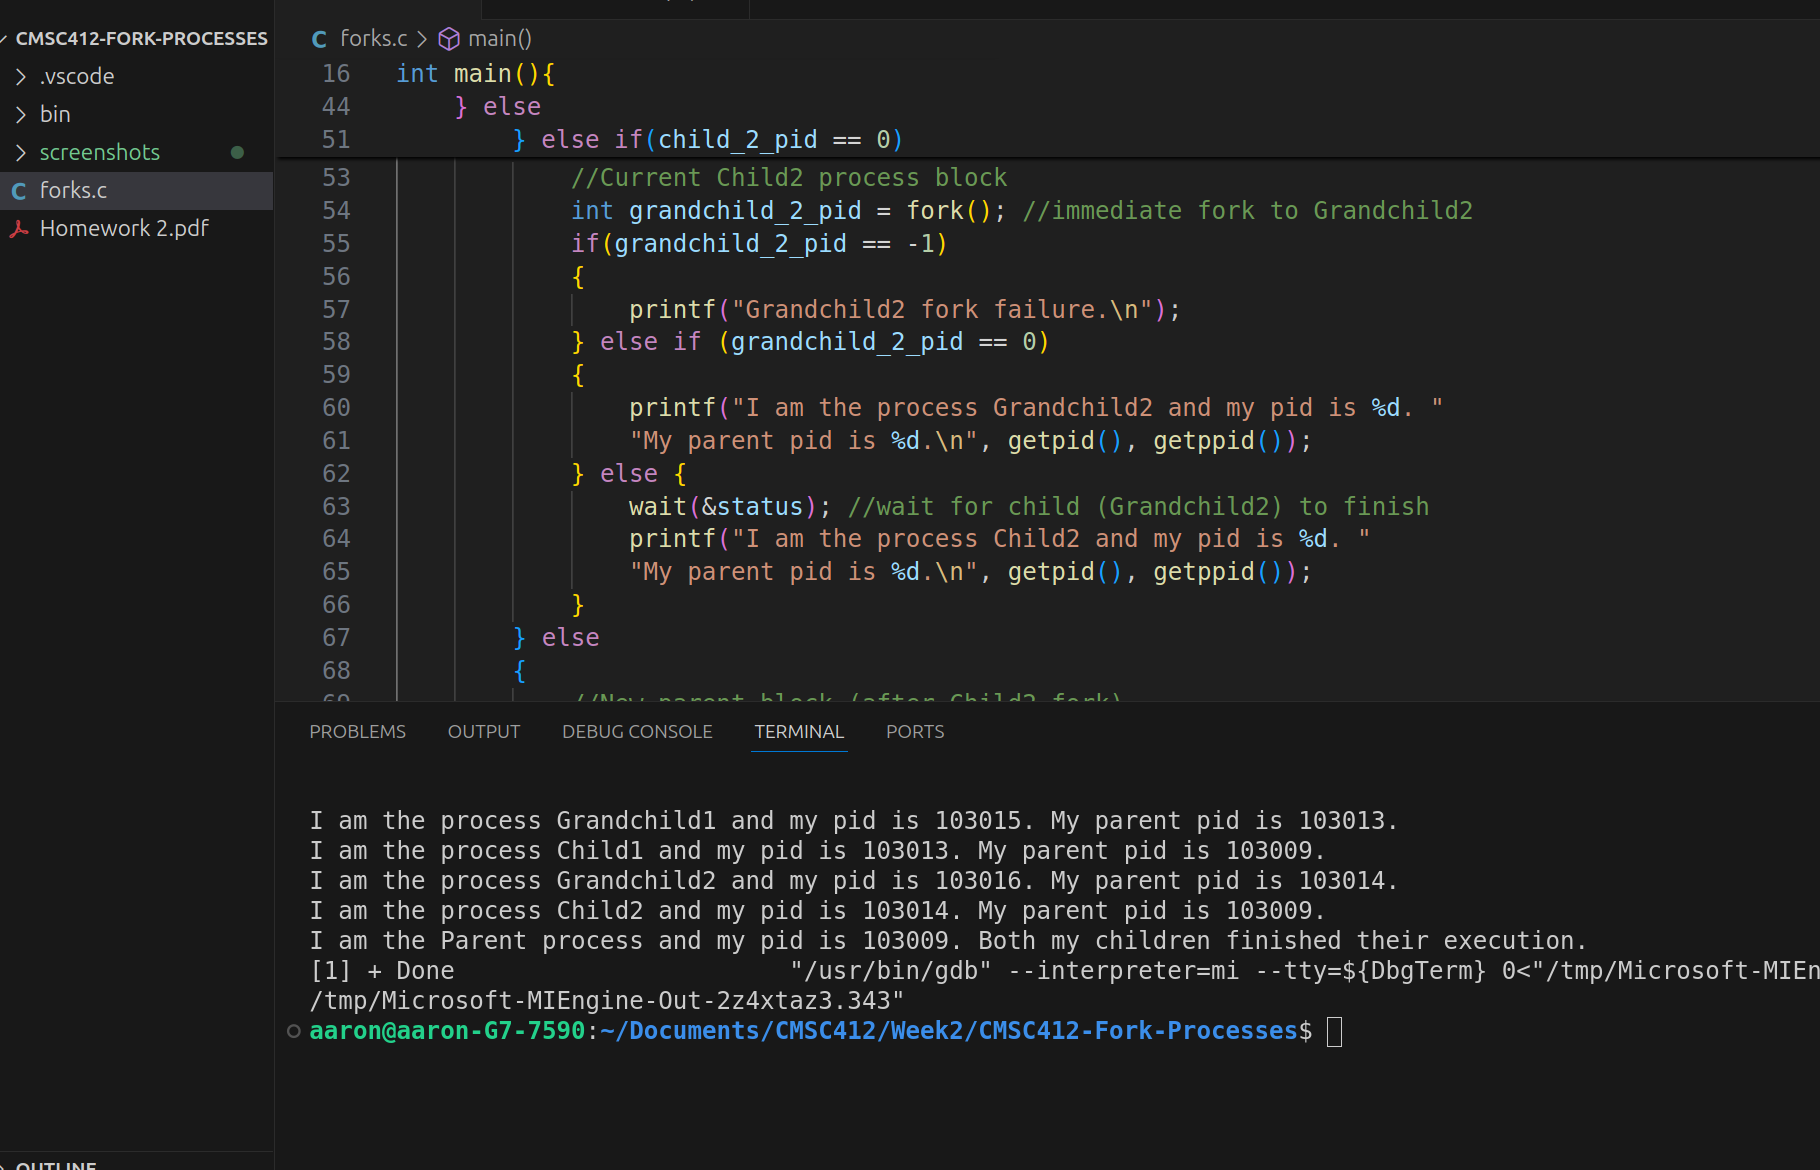 CMSC412-FORK-PROCESSES
.vscode
bin
screenshots
C forks.c
Homework 2.pdf
OUTLINE
C forks.c > main()
16 int main(){
44 } else
51 } else if(child_2_pid == 0)
53 //Current Child2 process block
54 int grandchild_2_pid = fork(); //immediate fork to Grandchild2
55 if(grandchild_2_pid == -1)
56 {
57 printf("Grandchild2 fork failure.\n");
58 } else if (grandchild_2_pid == 0)
59 {
60 printf("I am the process Grandchild2 and my pid is %d. "
61 "My parent pid is %d.\n", getpid(), getppid());
62 } else {
63 wait(&status); //wait for child (Grandchild2) to finish
64 printf("I am the process Child2 and my pid is %d. "
65 "My parent pid is %d.\n", getpid(), getppid());
66 }
67 } else
68 {
69 //New parent block (after Child2 fork)
PROBLEMS OUTPUT DEBUG CONSOLE TERMINAL PORTS
I am the process Grandchild1 and my pid is 103015. My parent pid is 103013.
I am the process Child1 and my pid is 103013. My parent pid is 103009.
I am the process Grandchild2 and my pid is 103016. My parent pid is 103014.
I am the process Child2 and my pid is 103014. My parent pid is 103009.
I am the Parent process and my pid is 103009. Both my children finished their execution.
[1] + Done "/usr/bin/gdb" --interpreter=mi --tty=${DbgTerm} 0<"/tmp/Microsoft-MIEn
/tmp/Microsoft-MIEngine-Out-2z4xtaz3.343"
aaron@aaron-G7-7590:~/Documents/CMSC412/Week2/CMSC412-Fork-Processes$